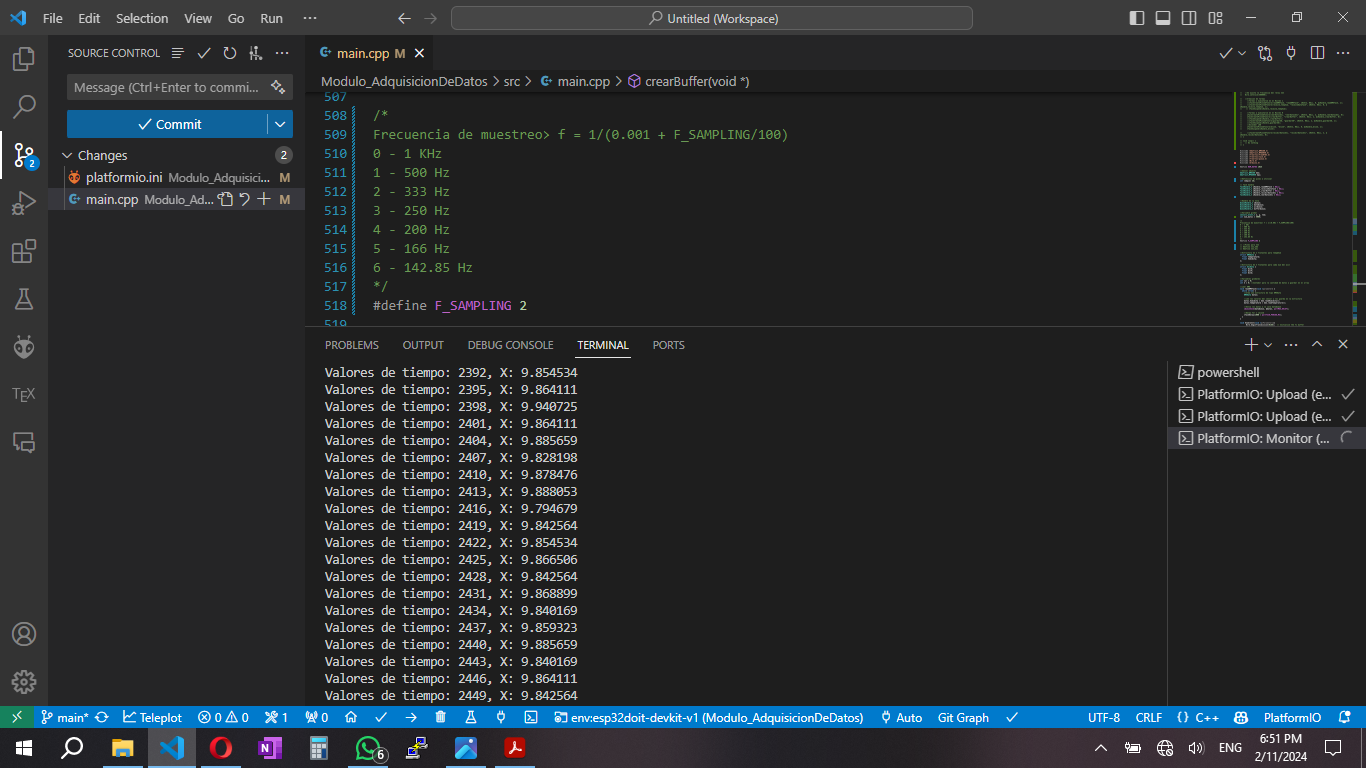 File Edit Selection View Go Run ··· Untitled (Workspace)
SOURCE CONTROL
Message (Ctrl+Enter to commi...
Commit
Changes 2
platformio.ini Modulo_Adquisici... M
main.cpp Modulo_Ad... M
2
TEX
main.cpp M
Modulo_AdquisicionDeDatos > src > main.cpp > crearBuffer(void *)
507
508 /*
509 Frecuencia de muestreo> f = 1/(0.001 + F_SAMPLING/100)
510 0 - 1 KHz
511 1 - 500 Hz
512 2 - 333 Hz
513 3 - 250 Hz
514 4 - 200 Hz
515 5 - 166 Hz
516 6 - 142.85 Hz
517 */
518 #define F_SAMPLING 2
519
PROBLEMS OUTPUT DEBUG CONSOLE TERMINAL PORTS
Valores de tiempo: 2392, X: 9.854534
Valores de tiempo: 2395, X: 9.864111
Valores de tiempo: 2398, X: 9.940725
Valores de tiempo: 2401, X: 9.864111
Valores de tiempo: 2404, X: 9.885659
Valores de tiempo: 2407, X: 9.828198
Valores de tiempo: 2410, X: 9.878476
Valores de tiempo: 2413, X: 9.888053
Valores de tiempo: 2416, X: 9.794679
Valores de tiempo: 2419, X: 9.842564
Valores de tiempo: 2422, X: 9.854534
Valores de tiempo: 2425, X: 9.866506
Valores de tiempo: 2428, X: 9.842564
Valores de tiempo: 2431, X: 9.868899
Valores de tiempo: 2434, X: 9.840169
Valores de tiempo: 2437, X: 9.859323
Valores de tiempo: 2440, X: 9.885659
Valores de tiempo: 2443, X: 9.840169
Valores de tiempo: 2446, X: 9.864111
Valores de tiempo: 2449, X: 9.842564
powershell
PlatformIO: Upload (e...
PlatformIO: Upload (e...
PlatformIO: Monitor (...
main* Teleplot 0 0 1 0 env:esp32doit-devkit-v1 (Modulo_AdquisicionDeDatos) Auto Git Graph UTF-8 CRLF {} C++ PlatformIO
6 ENG 6:51 PM
2/11/2024